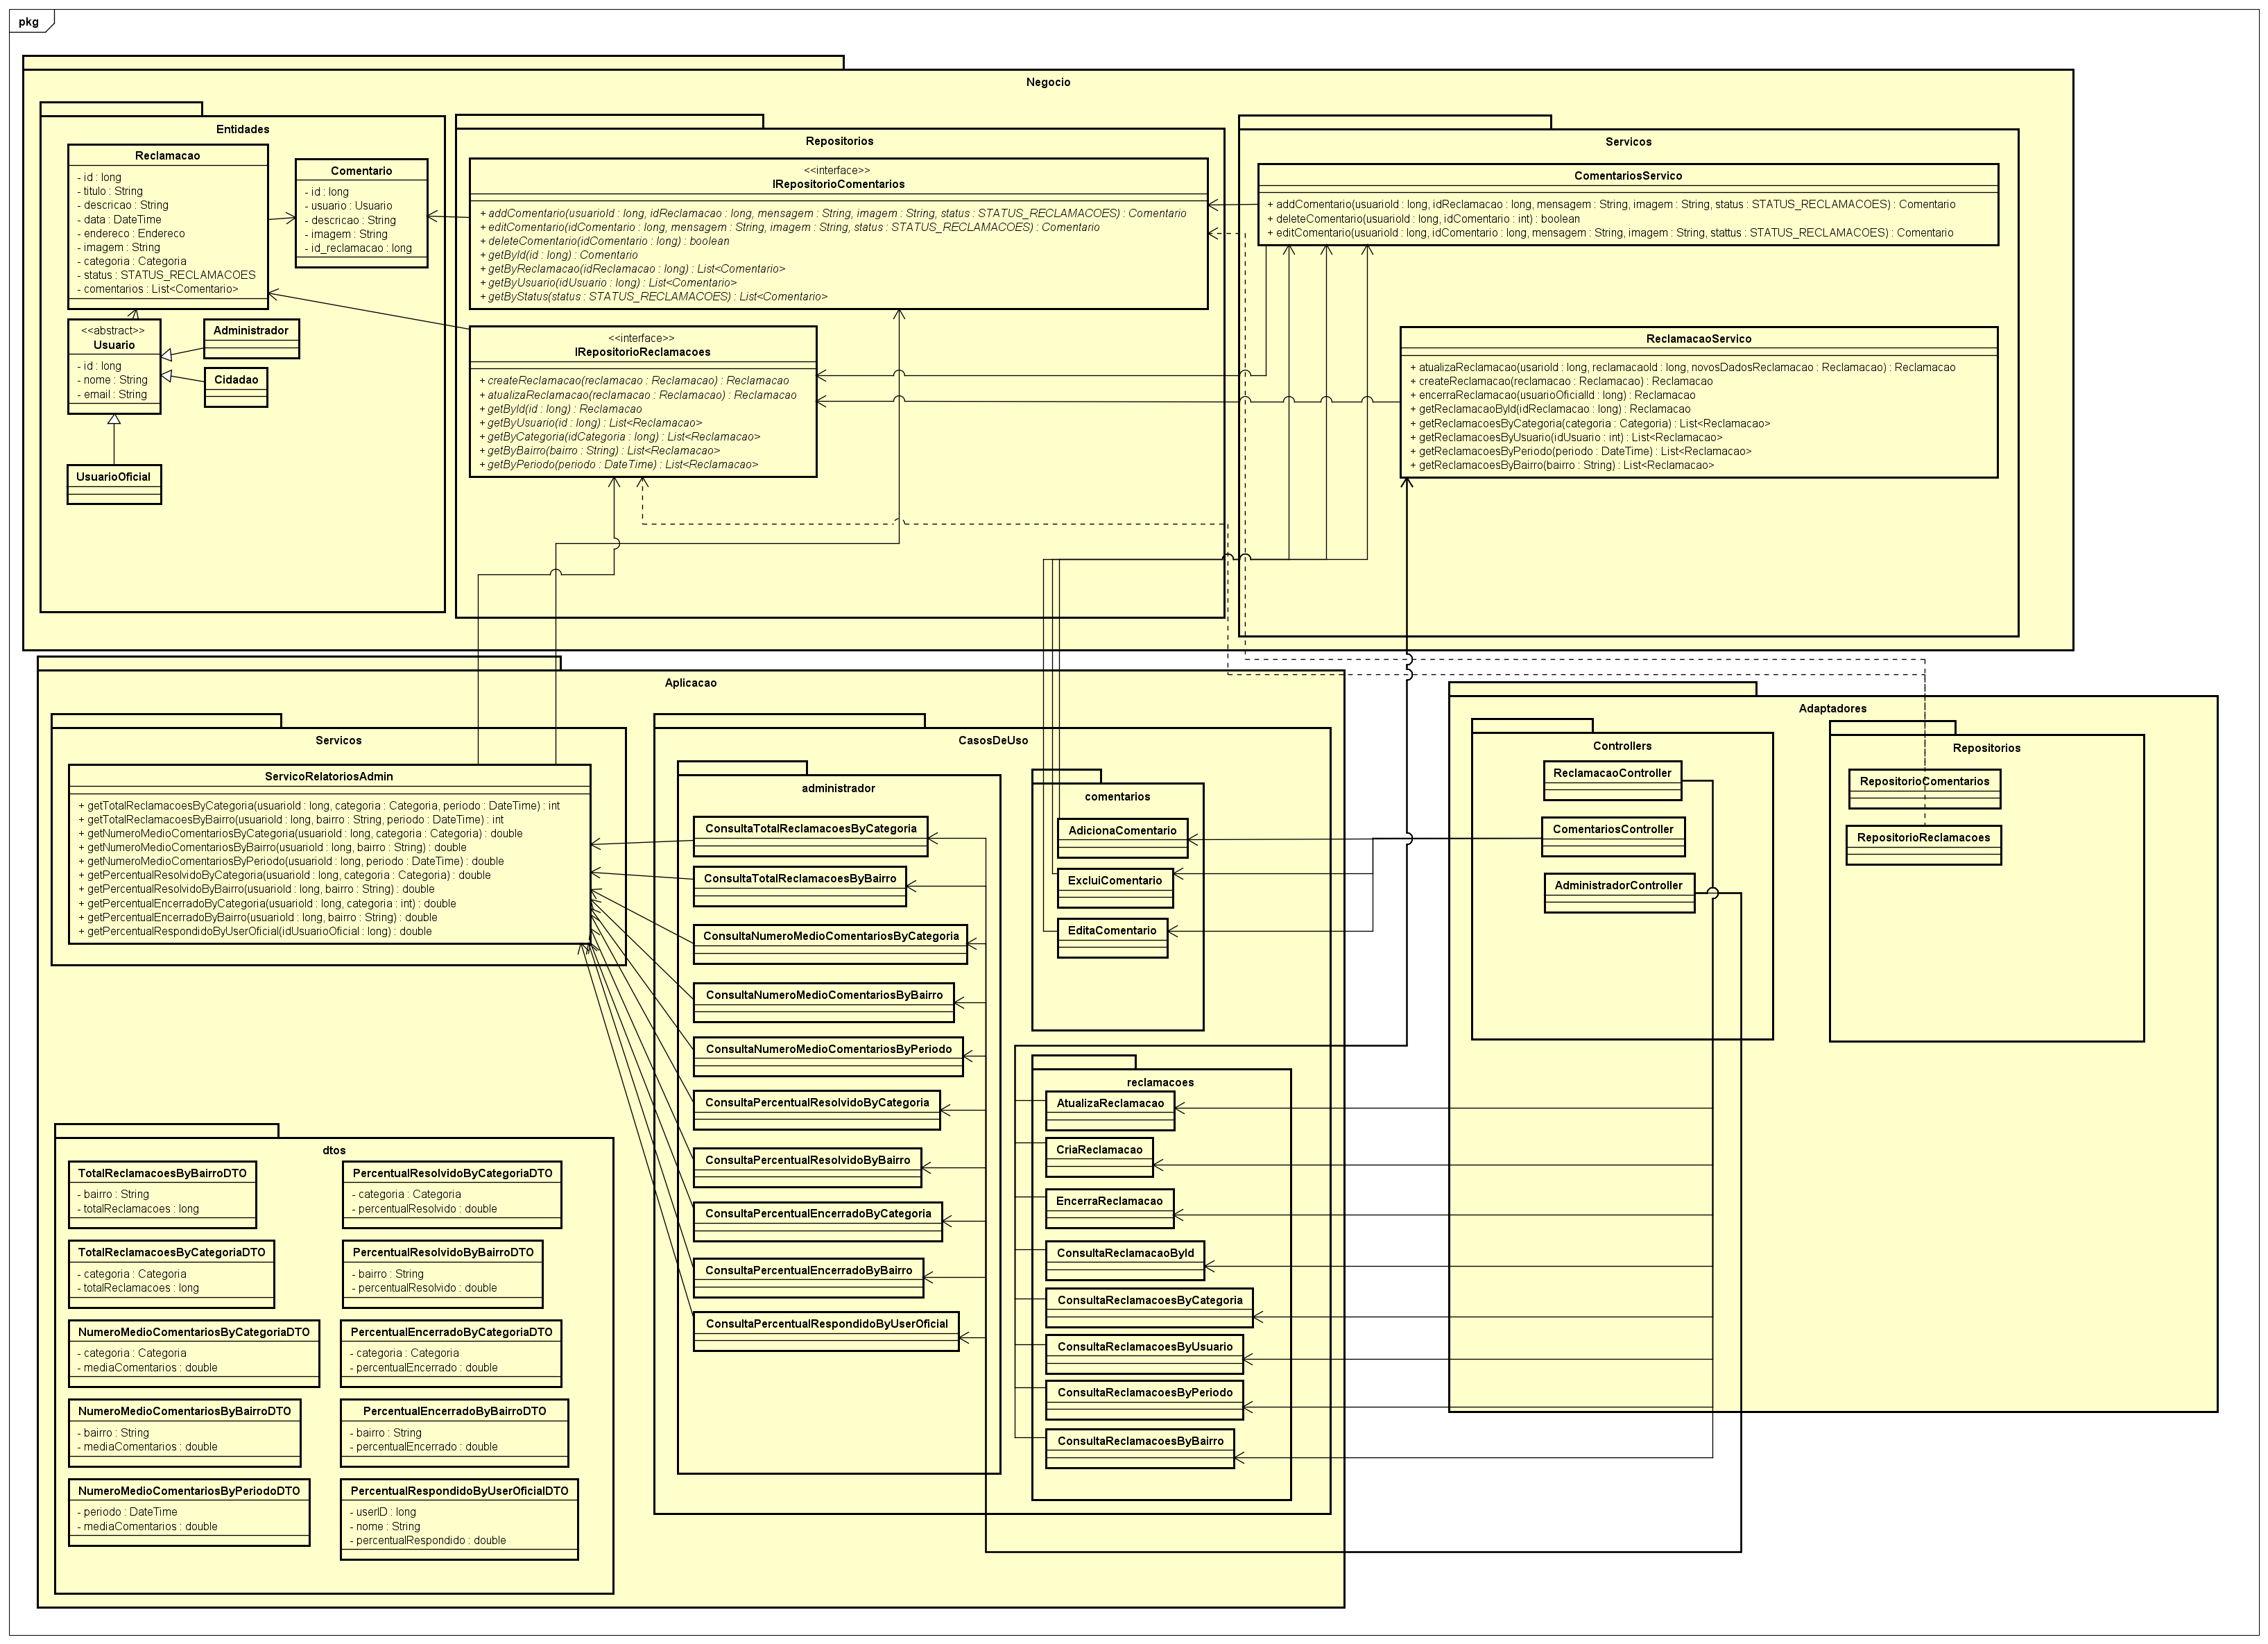 pkg
Negocio
Entidades
Reclamacao
- id : long
- titulo : String
- descricao : String
- data : DateTime
- endereco : Endereco
- imagem : String
- categoria : Categoria
- status : STATUS_RECLAMACOES
- comentarios : List<Comentario>
Comentario
- id : long
- usuario : Usuario
- descricao : String
- imagem : String
- id_reclamacao : long
<<abstract>>
Usuario
- id : long
- nome : String
- email : String
Administrador
Cidadao
UsuarioOficial
Repositorios
<<interface>>
IRepositorioComentarios
+ addComentario(usuarioId : long, idReclamacao : long, mensagem : String, imagem : String, status : STATUS_RECLAMACOES) : Comentario
+ editComentario(idComentario : long, mensagem : String, imagem : String, status : STATUS_RECLAMACOES) : Comentario
+ deleteComentario(idComentario : long) : boolean
+ getById(id : long) : Comentario
+ getByReclamacao(idReclamacao : long) : List<Comentario>
+ getByUsuario(idUsuario : long) : List<Comentario>
+ getByStatus(status : STATUS_RECLAMACOES) : List<Comentario>
<<interface>>
IRepositorioReclamacoes
+ createReclamacao(reclamacao : Reclamacao) : Reclamacao
+ atualizaReclamacao(reclamacao : Reclamacao) : Reclamacao
+ getById(id : long) : Reclamacao
+ getByUsuario(id : long) : List<Reclamacao>
+ getByCategoria(idCategoria : long) : List<Reclamacao>
+ getByBairro(bairro : String) : List<Reclamacao>
+ getByPeriodo(periodo : DateTime) : List<Reclamacao>
Servicos
ComentariosServico
+ addComentario(usuarioId : long, idReclamacao : long, mensagem : String, imagem : String, status : STATUS_RECLAMACOES) : Comentario
+ deleteComentario(usuarioId : long, idComentario : int) : boolean
+ editComentario(usuarioId : long, idComentario : long, mensagem : String, imagem : String, stattus : STATUS_RECLAMACOES) : Comentario
ReclamacaoServico
+ atualizaReclamacao(usarioId : long, reclamacaoId : long, novosDadosReclamacao : Reclamacao) : Reclamacao
+ createReclamacao(reclamacao : Reclamacao) : Reclamacao
+ encerraReclamacao(usuarioOficialId : long) : Reclamacao
+ getReclamacaoById(idReclamacao : long) : Reclamacao
+ getReclamacoesByCategoria(categoria : Categoria) : List<Reclamacao>
+ getReclamacoesByUsuario(idUsuario : int) : List<Reclamacao>
+ getReclamacoesByPeriodo(periodo : DateTime) : List<Reclamacao>
+ getReclamacoesByBairro(bairro : String) : List<Reclamacao>
Aplicacao
Servicos
ServicoRelatoriosAdmin
+ getTotalReclamacoesByCategoria(usuariold : long, categoria : Categoria, periodo : DateTime) : int
+ getTotalReclamacoesByBairro(usuarioId : long, bairro : String, periodo : DateTime) : int
+ getNumeroMedioComentariosByCategoria(usuarioId : long, categoria : Categoria) : double
+ getNumeroMedioComentariosByBairro(usuarioId : long, bairro : String) : double
+ getNumeroMedioComentariosByPeriodo(usuarioId : long, periodo : DateTime) : double
+ getPercentualResolvidoByCategoria(usuarioId : long, categoria : Categoria) : double
+ getPercentualResolvidoByBairro(usuarioId : long, bairro : String) : double
+ getPercentualEncerradoByCategoria(usuarioId : long, categoria : int) : double
+ getPercentualEncerradoByBairro(usuarioId : long, bairro : String) : double
+ getPercentualRespondidoByUserOficial(idUsuarioOficial : long) : double
CasosDeUso
administrador
ConsultaTotalReclamacoesByCategoria
ConsultaTotalReclamacoesByBairro
ConsultaNumeroMedioComentariosByCategoria
ConsultaNumeroMedioComentariosByBairro
ConsultaNumeroMedioComentariosByPeriodo
ConsultaPercentualResolvidoByCategoria
ConsultaPercentualResolvidoByBairro
ConsultaPercentualEncerradoByCategoria
ConsultaPercentualEncerradoByBairro
ConsultaPercentualRespondidoByUserOficial
comentarios
AdicionaComentario
ExcluiComentario
EditaComentario
reclamacoes
AtualizaReclamacao
CriaReclamacao
EncerraReclamacao
ConsultaReclamacaoById
ConsultaReclamacoesByCategoria
ConsultaReclamacoesByUsuario
ConsultaReclamacoesByPeriodo
ConsultaReclamacoesByBairro
Adaptadores
Controllers
ReclamacaoController
ComentariosController
AdministradorController
Repositorios
RepositorioComentarios
RepositorioReclamacoes
dtos
TotalReclamacoesByBairroDTO
- bairro : String
- totalReclamacoes : long
PercentualResolvidoByCategoriaDTO
- categoria : Categoria
- percentualResolvido : double
TotalReclamacoesByCategoriaDTO
- categoria : Categoria
- totalReclamacoes : long
PercentualResolvidoByBairroDTO
- bairro : String
- percentualResolvido : double
NumeroMedioComentariosByCategoriaDTO
- categoria : Categoria
- mediaComentarios : double
PercentualEncerradoByCategoriaDTO
- categoria : Categoria
- percentualEncerrado : double
NumeroMedioComentariosByBairroDTO
- bairro : String
- mediaComentarios : double
PercentualEncerradoByBairroDTO
- bairro : String
- percentualEncerrado : double
NumeroMedioComentariosByPeriodoDTO
- periodo : DateTime
- mediaComentarios : double
PercentualRespondidoByUserOficialDTO
- userID : long
- nome : String
- percentualRespondido : double